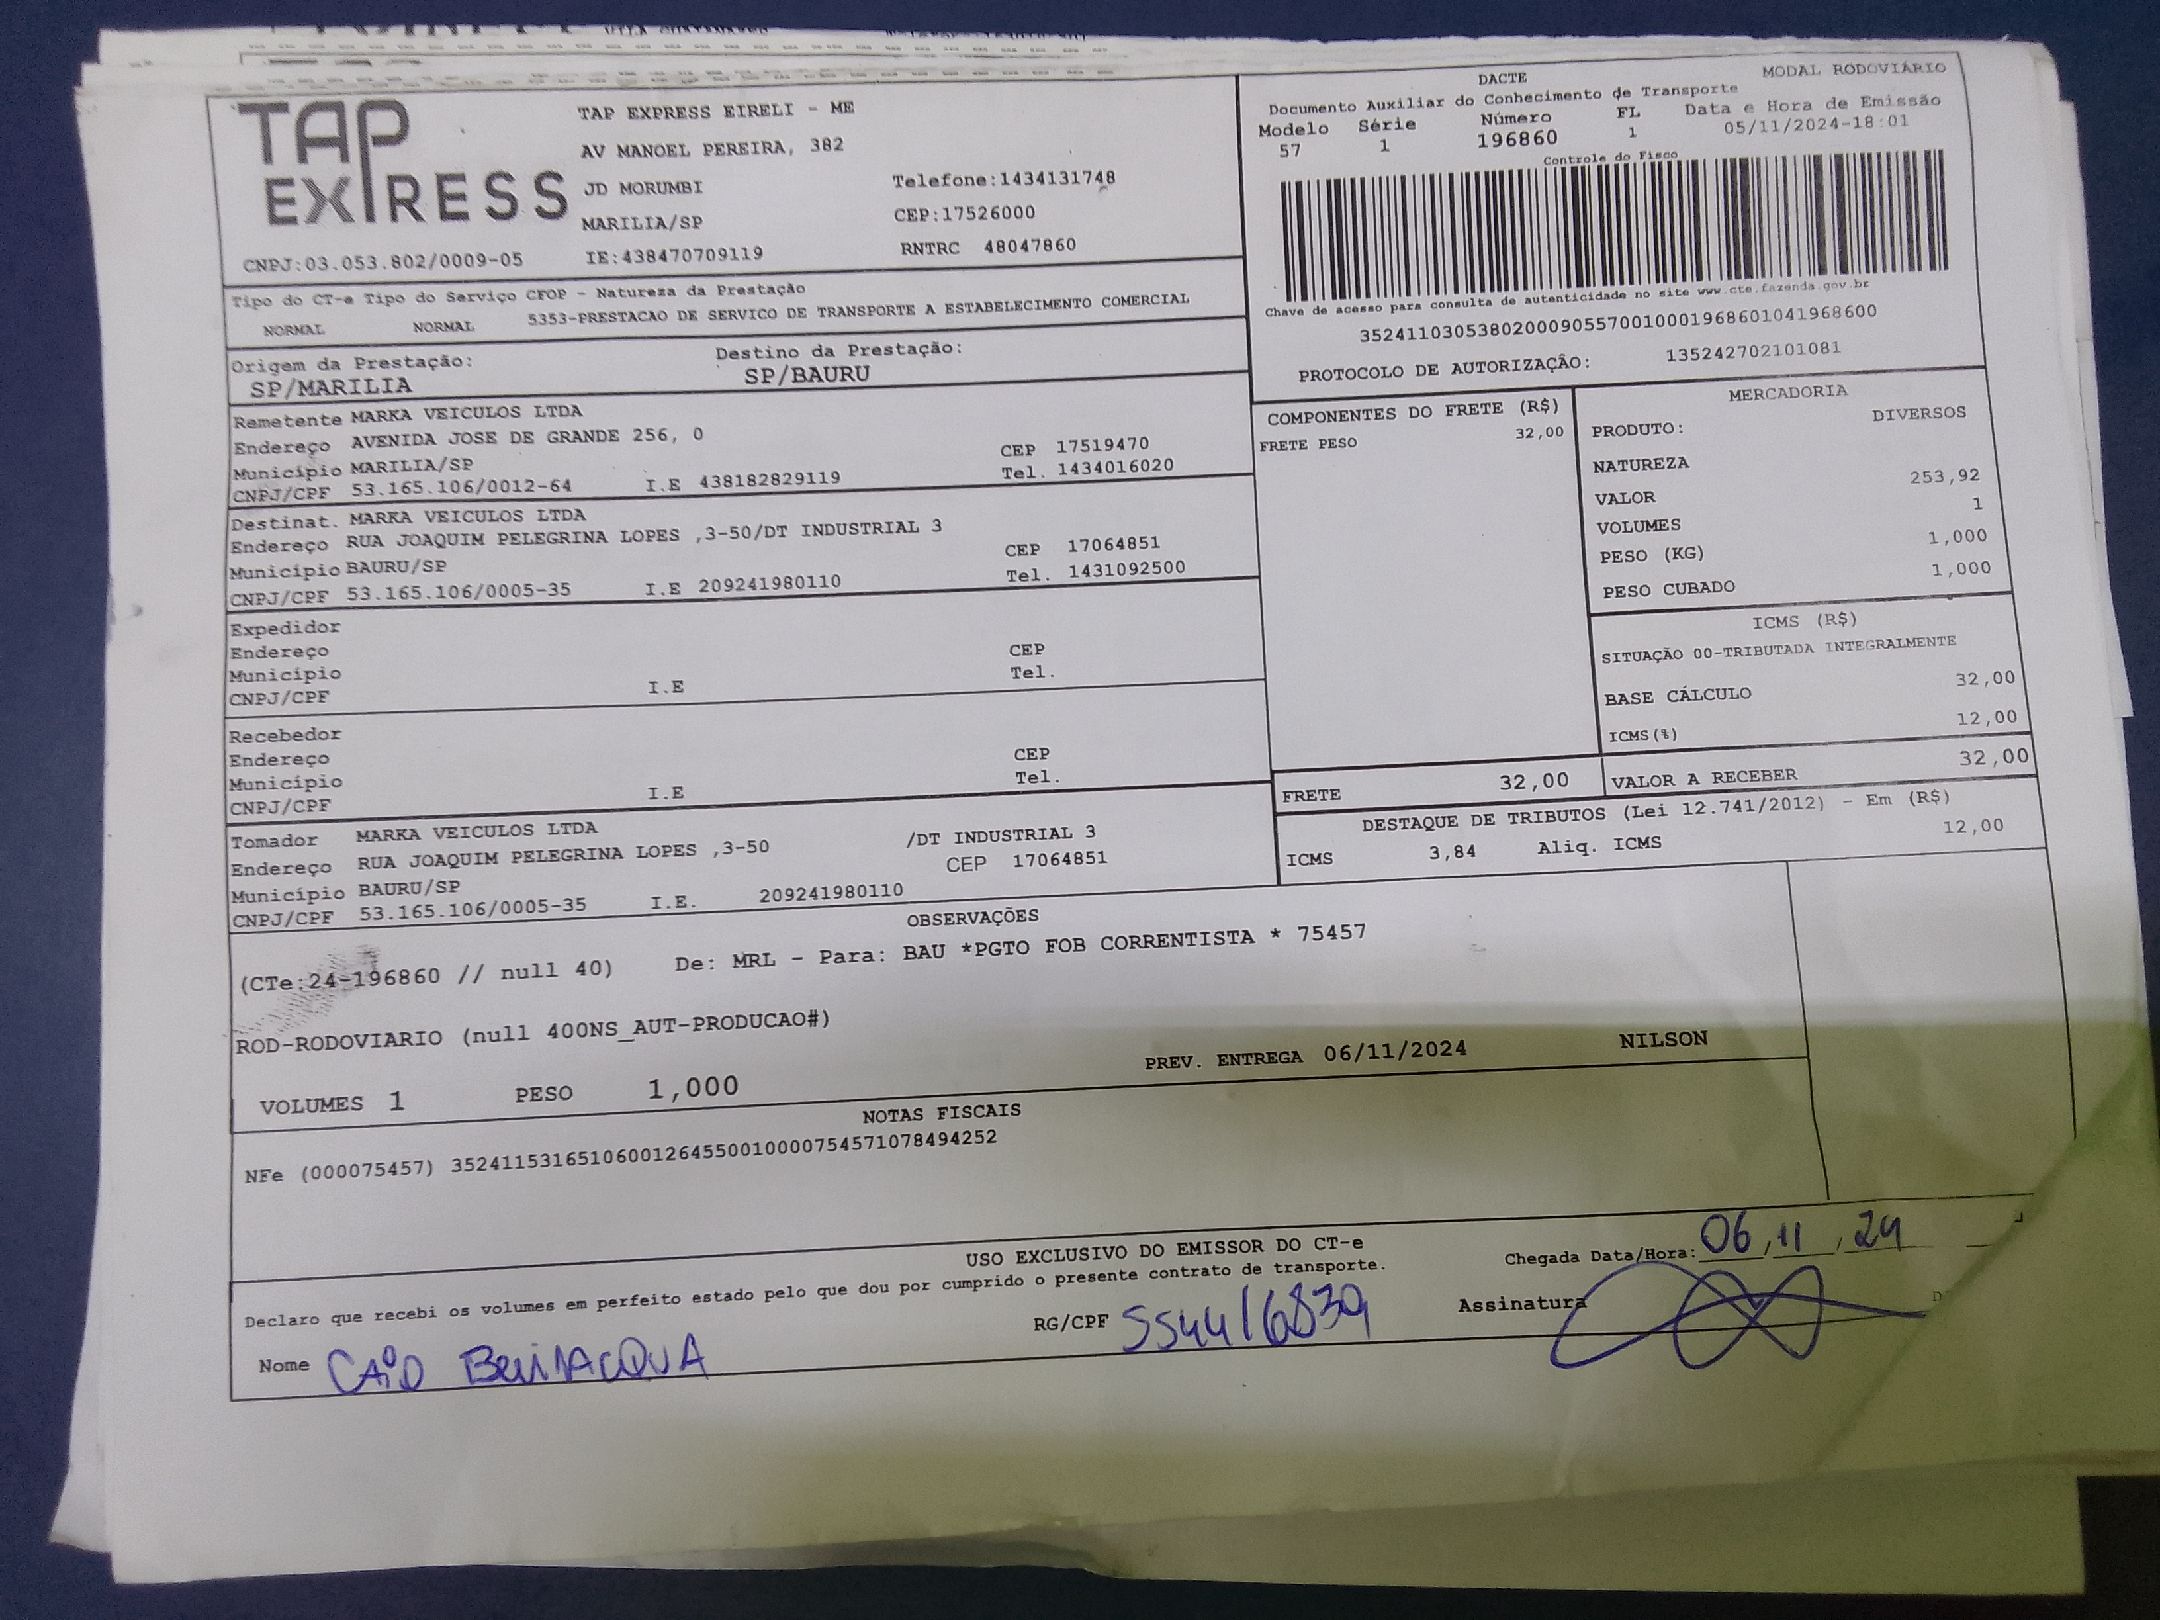 TAP
EXPRESS
TAP EXPRESS EIRELI - ME
AV MANOEL PEREIRA, 382
JD MORUMBI Telefone:1434131748
MARILIA/SP CEP:17526000
CNPJ:03.053.802/0009-05 IE:438470709119 RNTRC 48047860
DACTE MODAL RODOVIÁRIO
Documento Auxiliar do Conhecimento de Transporte
Modelo Série Número FL Data e Hora de Emissão
57 1 196860 1 05/11/2024-18:01
Controle do Fisco
Chave de acesso para consulta de autenticidade no site www.cte.fazenda.gov.br
35241103053802000905570010001968601041968600
PROTOCOLO DE AUTORIZAÇÃO: 135242702101081
Tipo do CT-e Tipo do Serviço CFOP - Natureza da Prestação
NORMAL NORMAL 5353-PRESTACAO DE SERVICO DE TRANSPORTE A ESTABELECIMENTO COMERCIAL
Origem da Prestação: Destino da Prestação:
SP/MARILIA SP/BAURU
Remetente MARKA VEICULOS LTDA
Endereço AVENIDA JOSE DE GRANDE 256, 0 CEP 17519470
Município MARILIA/SP Tel. 1434016020
CNPJ/CPF 53.165.106/0012-64 I.E 438182829119
Destinat. MARKA VEICULOS LTDA
Endereço RUA JOAQUIM PELEGRINA LOPES ,3-50/DT INDUSTRIAL 3
Município BAURU/SP CEP 17064851
CNPJ/CPF 53.165.106/0005-35 I.E 209241980110 Tel. 1431092500
Expedidor
Endereço CEP
Município Tel.
CNPJ/CPF I.E
Recebedor
Endereço CEP
Município Tel.
CNPJ/CPF I.E
Tomador MARKA VEICULOS LTDA
Endereço RUA JOAQUIM PELEGRINA LOPES ,3-50 /DT INDUSTRIAL 3
Município BAURU/SP CEP 17064851
CNPJ/CPF 53.165.106/0005-35 I.E. 209241980110
COMPONENTES DO FRETE (R$)
FRETE PESO 32,00
MERCADORIA
PRODUTO: DIVERSOS
NATUREZA
VALOR 253,92
VOLUMES 1
PESO (KG) 1,000
PESO CUBADO 1,000
ICMS (R$)
SITUAÇÃO 00-TRIBUTADA INTEGRALMENTE
BASE CÁLCULO 32,00
ICMS(%) 12,00
FRETE 32,00 VALOR A RECEBER 32,00
DESTAQUE DE TRIBUTOS (Lei 12.741/2012) - Em (R$)
ICMS 3,84 Aliq. ICMS 12,00
OBSERVAÇÕES
(CTe:24-196860 // null 40) De: MRL - Para: BAU *PGTO FOB CORRENTISTA * 75457
ROD-RODOVIARIO (null 400NS_AUT-PRODUCAO#)
VOLUMES 1 PESO 1,000 PREV. ENTREGA 06/11/2024 NILSON
NOTAS FISCAIS
NFe (000075457) 35241153165106001264550010000754571078494252
USO EXCLUSIVO DO EMISSOR DO CT-e
Declaro que recebi os volumes em perfeito estado pelo que dou por cumprido o presente contrato de transporte.
Chegada Data/Hora: 06,11,24
Nome CAIO BEVILACQUA RG/CPF 554416839 Assinatura